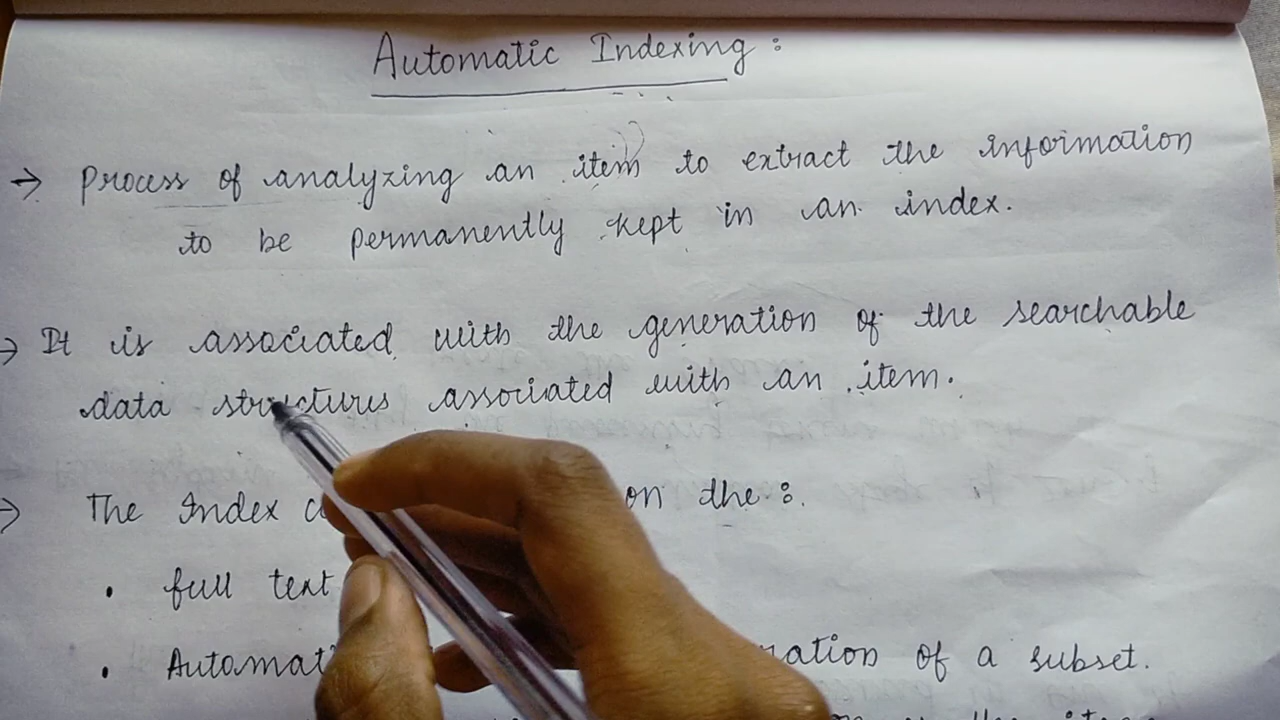 Automatic Indexing :
→ Process of analyzing an item to extract the information
to be permanently kept in an index.
→ It is associated with the generation of the searchable
data structures associated with an item.
→ The Index on the :
• full text
• of a subset.
the